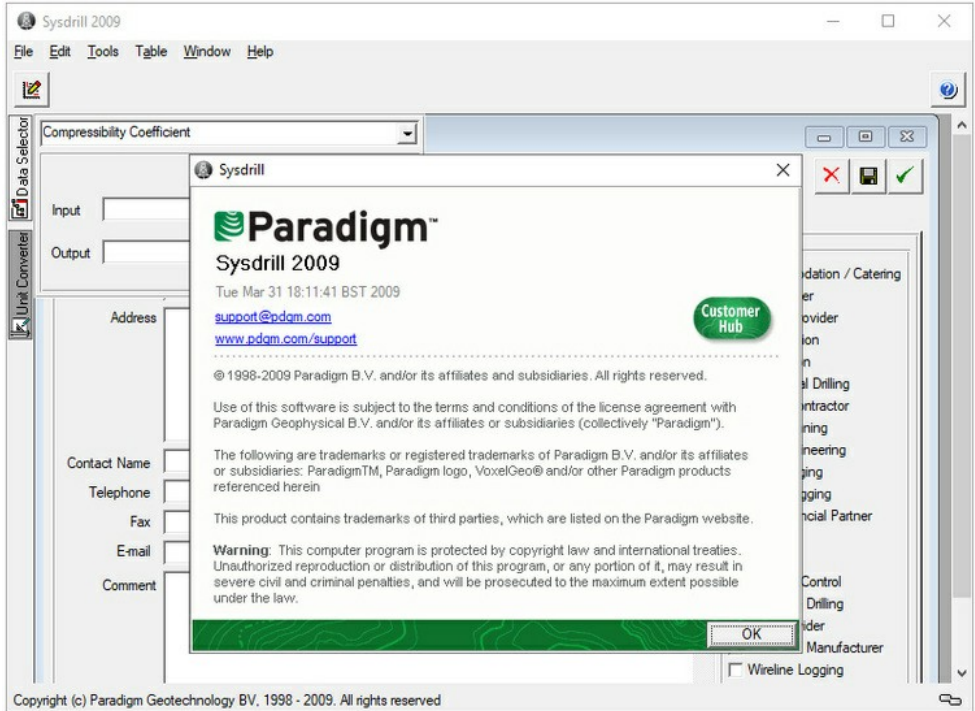 Sysdrill 2009
File Edit Tools Table Window Help
Data Selector
Unit Converter
Compressibility Coefficient
Input
Output
Address
Contact Name
Telephone
Fax
E-mail
Comment
Sysdrill
Paradigm™
Sysdrill 2009
Tue Mar 31 18:11:41 BST 2009
support@pdgm.com
www.pdgm.com/support
Customer
Hub
© 1998-2009 Paradigm B.V. and/or its affiliates and subsidiaries. All rights reserved.
Use of this software is subject to the terms and conditions of the license agreement with
Paradigm Geophysical B.V. and/or its affiliates or subsidiaries (collectively "Paradigm").
The following are trademarks or registered trademarks of Paradigm B.V. and/or its affiliates
or subsidiaries: ParadigmTM, Paradigm logo, VoxelGeo® and/or other Paradigm products
referenced herein
This product contains trademarks of third parties, which are listed on the Paradigm website.
Warning: This computer program is protected by copyright law and international treaties.
Unauthorized reproduction or distribution of this program, or any portion of it, may result in
severe civil and criminal penalties, and will be prosecuted to the maximum extent possible
under the law.
OK
/ Catering
Drilling
Partner
Control
Drilling
Manufacturer
Wireline Logging
Copyright (c) Paradigm Geotechnology BV, 1998 - 2009. All rights reserved